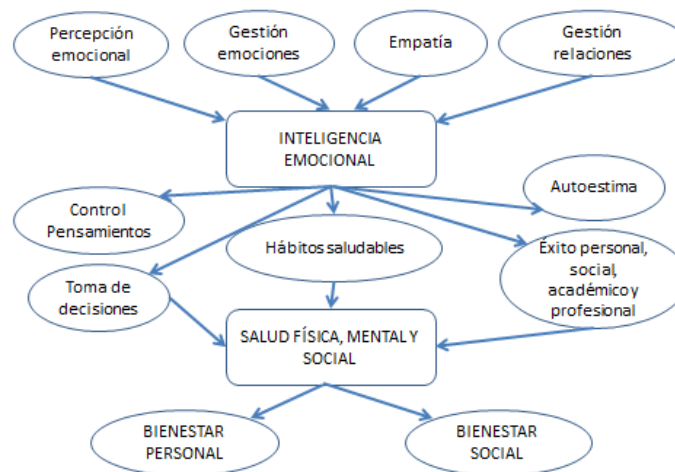 Percepción
emocional
Gestión
emociones
Empatía
Gestión
relaciones
INTELIGENCIA
EMOCIONAL
Control
Pensamientos
Hábitos saludables
Autoestima
Toma de
decisiones
Éxito personal,
social,
académico y
profesional
SALUD FÍSICA, MENTAL Y
SOCIAL
BIENESTAR
PERSONAL
BIENESTAR
SOCIAL